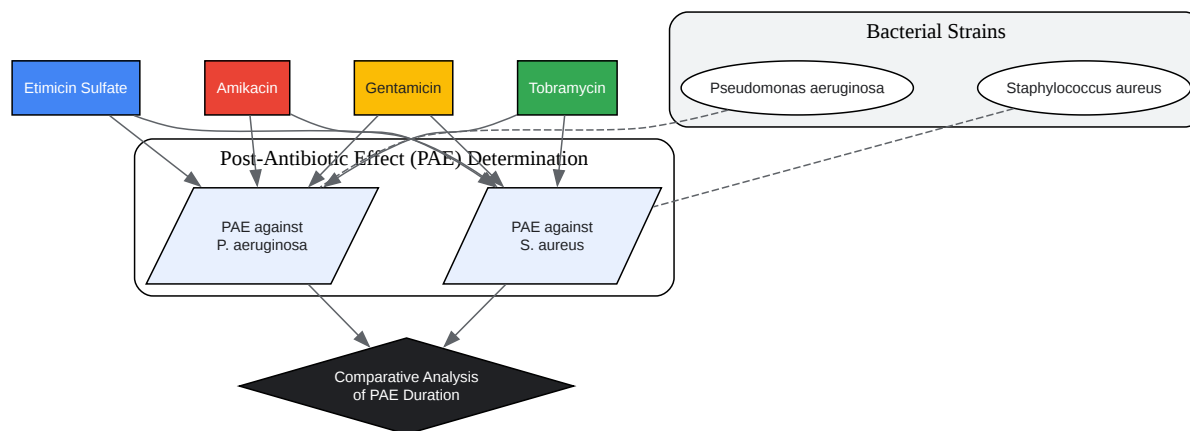 Bacterial Strains
Etimicin Sulfate
Amikacin
Gentamicin
Tobramycin
Pseudomonas aeruginosa
Staphylococcus aureus
Post-Antibiotic Effect (PAE) Determination
PAE against
P. aeruginosa
PAE against
S. aureus
Comparative Analysis
of PAE Duration